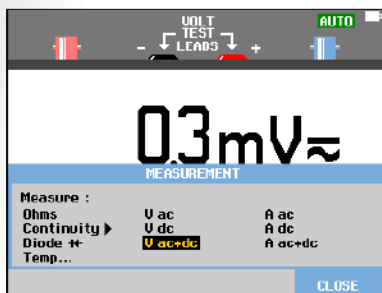 VOLT
TEST
LEADS
- +
AUTO
0.3mV
MEASUREMENT
Measure :
Ohms V ac A ac
Continuity V dc A dc
Diode V ac+dc A ac+dc
Temp...
CLOSE